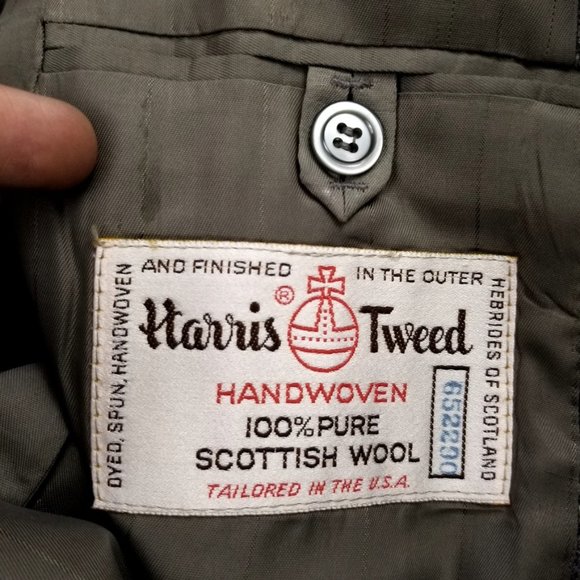 DYED, SPUN, HANDWOVEN
AND FINISHED
IN THE OUTER
HEBRIDES OF SCOTLAND
Harris ® Tweed
HANDWOVEN
100% PURE
SCOTTISH WOOL
TAILORED IN THE U.S.A.